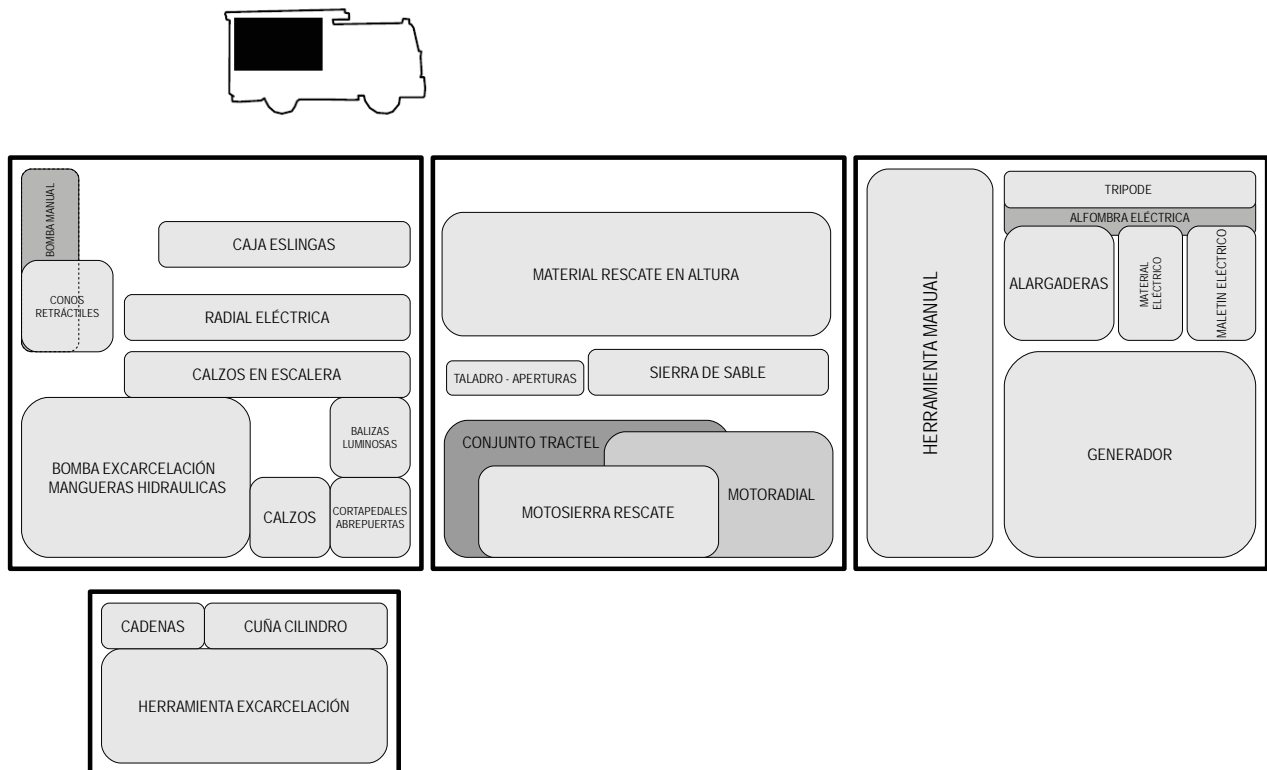 BOMBA MANUAL
CAJA ESLINGAS
CONOS
RETRÁCTILES
RADIAL ELÉCTRICA
CALZOS EN ESCALERA
BOMBA EXCARCELACIÓN
MANGUERAS HIDRAULICAS
BALIZAS
LUMINOSAS
CALZOS
CORTAPEDALES
ABREPUERTAS
MATERIAL RESCATE EN ALTURA
TALADRO - APERTURAS
SIERRA DE SABLE
CONJUNTO TRACTEL
MOTORADIAL
MOTOSIERRA RESCATE
HERRAMIENTA MANUAL
TRIPODE
ALFOMBRA ELÉCTRICA
ALARGADERAS
MATERIAL
ELÉCTRICO
MALETIN ELÉCTRICO
GENERADOR
CADENAS
CUÑA CILINDRO
HERRAMIENTA EXCARCELACIÓN